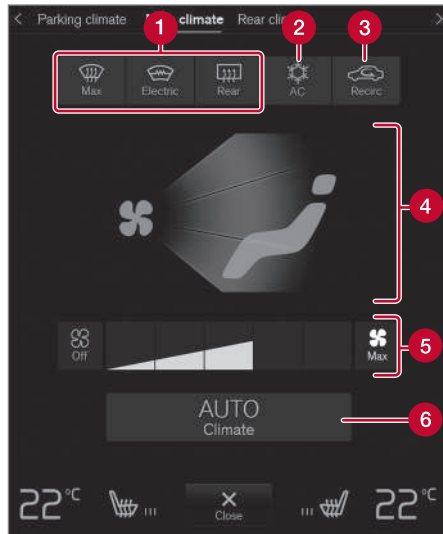 Parking climate climate Rear
1 2 3
Max Electric Rear AC Recirc
4
Off Max 5
AUTO 6
Climate
22°C Close 22°C